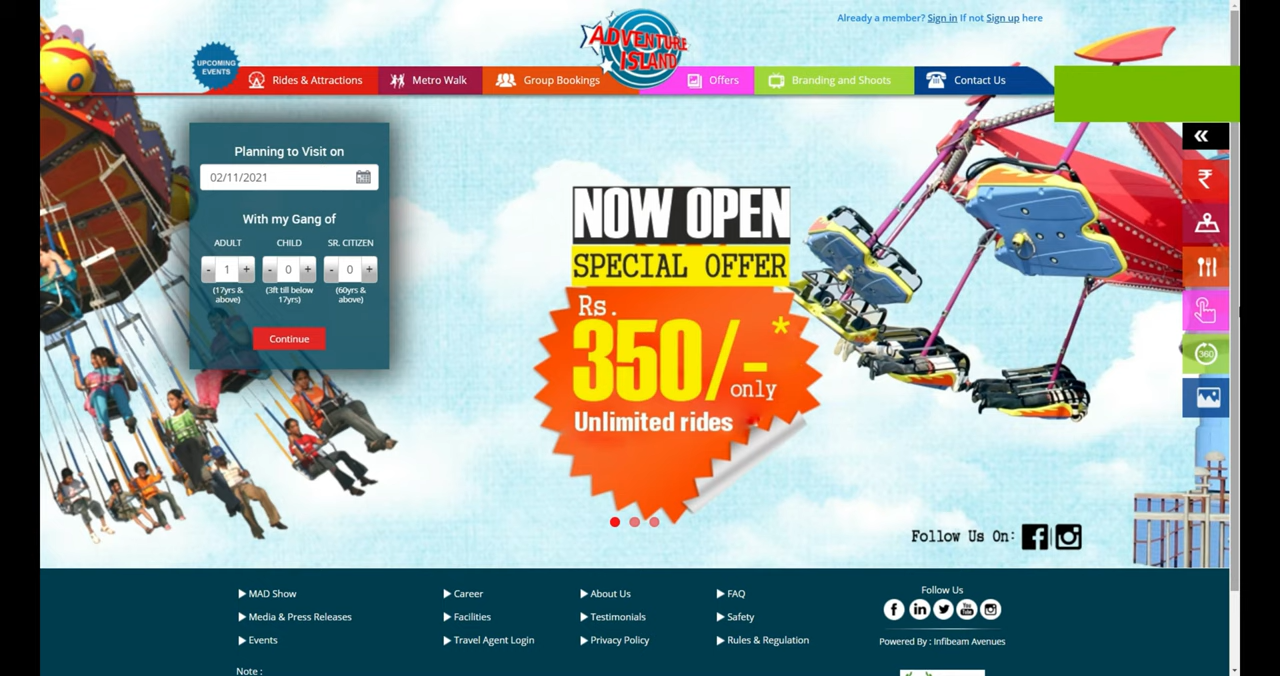 Already a member? Sign in If not Sign up here
ADVENTURE
ISLAND
UPCOMING
EVENTS
Rides & Attractions
Metro Walk
Group Bookings
Offers
Branding and Shoots
Contact Us
Planning to Visit on
02/11/2021
With my Gang of
ADULT CHILD SR. CITIZEN
- 1 + - 0 + - 0 +
(17yrs & above)
(3ft till below 17yrs)
(60yrs & above)
Continue
NOW OPEN
SPECIAL OFFER
Rs.
350/-*
only
Unlimited rides
«
₹
360
Follow Us On:
MAD Show
Media & Press Releases
Events
Career
Facilities
Travel Agent Login
About Us
Testimonials
Privacy Policy
FAQ
Safety
Rules & Regulation
Follow Us
Powered By : Infibeam Avenues
Note :